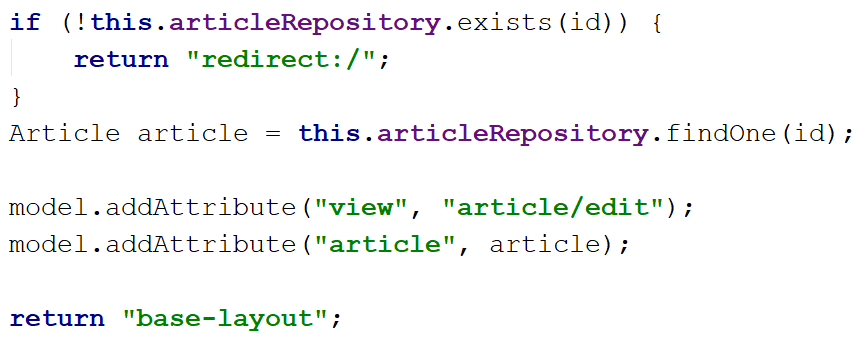 if (!this.articleRepository.exists(id)) {
    return "redirect:/";
}
Article article = this.articleRepository.findOne(id);

model.addAttribute("view", "article/edit");
model.addAttribute("article", article);

return "base-layout";